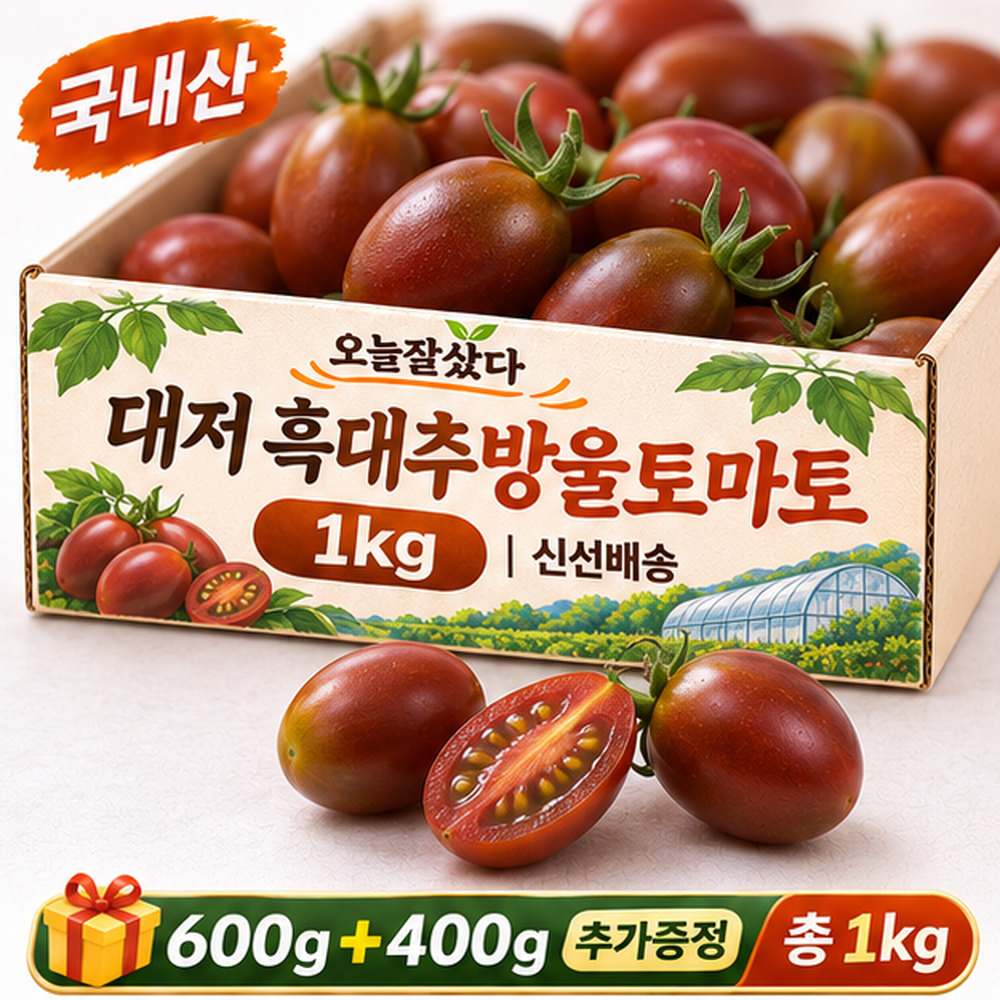 국내산
오늘잘샀다
대저 흑대추방울토마토
1kg | 신선배송
600g+400g 추가증정 총 1kg